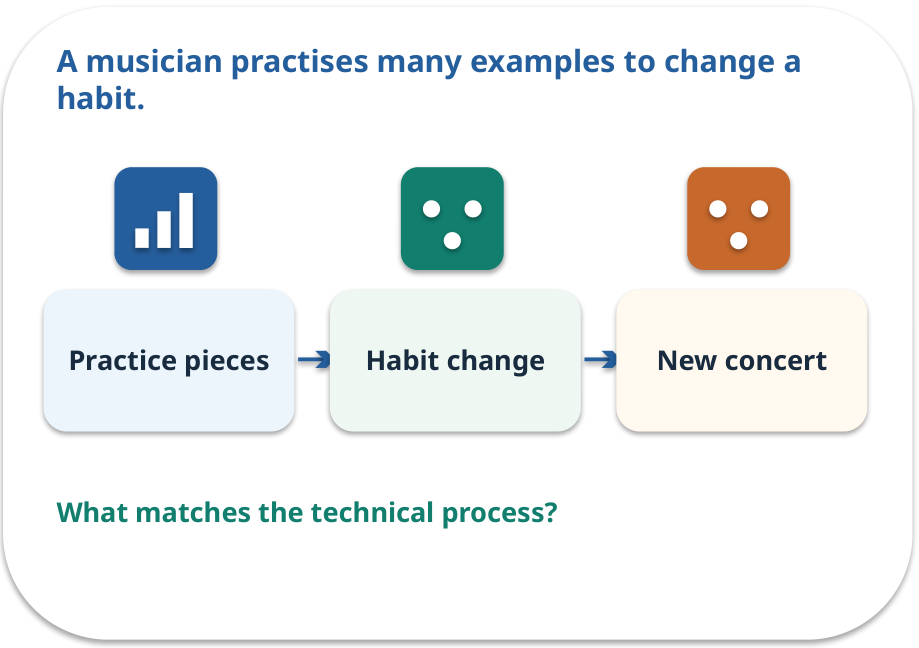 A musician practises many examples to change a
habit.
Practice pieces
Habit change
New concert
What matches the technical process?